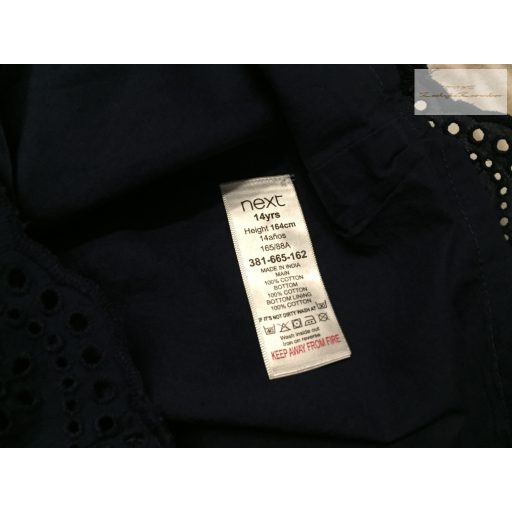 next
14yrs
Height 164cm
14años
165/88A
381-665-162
MADE IN INDIA
MAIN
100% COTTON
BOTTOM
100% COTTON
BOTTOM LINING
100% COTTON
IF IT'S NOT DIRTY WASH AT
Wash inside out
Iron on reverse
KEEP AWAY FROM FIRE